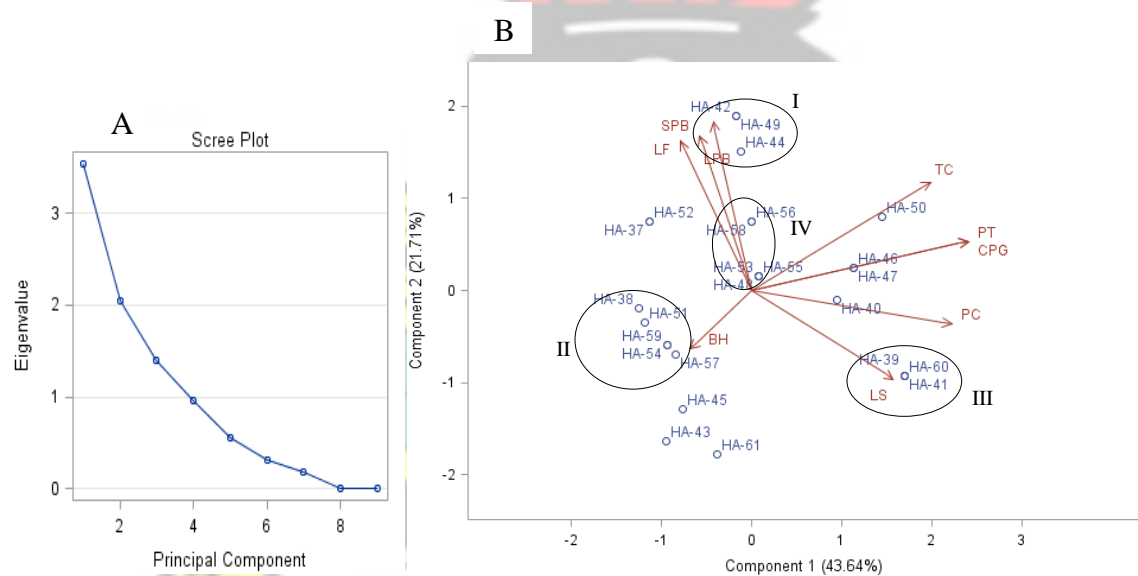 A
Scree Plot
Eigenvalue
3
2
1
0
2 4 6 8
Principal Component
B
Component 2 (21.71%)
2
1
0
-1
-2
-2 -1 0 1 2 3
Component 1 (43.64%)
I
HA-42
HA-49
HA-44
SPB
LF
LPB
TC
HA-50
HA-52
HA-37
HA-56
HA-58
IV
PT
CPG
HA-46
HA-47
HA-53
HA-55
HA-40
PC
HA-38
HA-51
HA-59
HA-54
HA-57
II
BH
HA-39
HA-60
HA-41
LS
III
HA-45
HA-43
HA-61